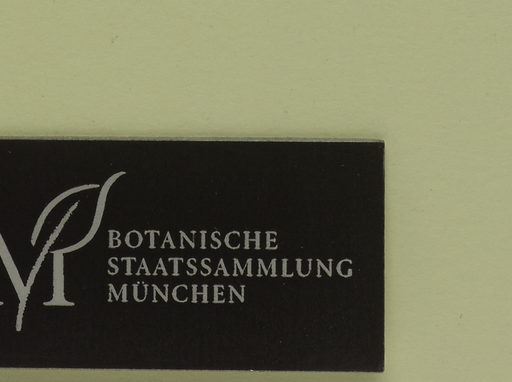 BOTANISCHE
STAATSSAMMLUNG
MÜNCHEN